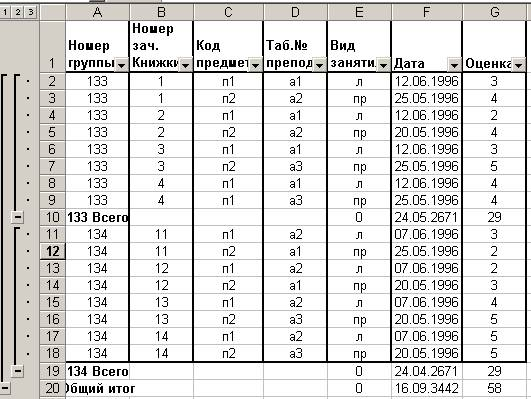 1 2 3 A B C D E F G
1 Номер группы Номер зач. Книжки Код предмет Таб.№ препод Вид заняти Дата Оценка
2 133 1 п1 а1 л 12.06.1996 3
3 133 1 п2 а2 пр 25.05.1996 4
4 133 2 п1 а1 л 12.06.1996 2
5 133 2 п2 а2 пр 20.05.1996 4
6 133 3 п1 а1 л 12.06.1996 3
7 133 3 п2 а3 пр 25.05.1996 5
8 133 4 п1 а1 л 12.06.1996 4
9 133 4 п1 а3 пр 25.05.1996 4
10 133 Всего 0 24.05.2671 29
11 134 11 п1 а2 л 07.06.1996 3
12 134 11 п2 а1 пр 25.05.1996 2
13 134 12 п1 а2 л 07.06.1996 2
14 134 12 п2 а2 пр 20.05.1996 3
15 134 13 п1 а2 л 07.06.1996 4
16 134 13 п2 а3 пр 20.05.1996 5
17 134 14 п1 а2 л 07.06.1996 5
18 134 14 п2 а3 пр 20.05.1996 5
19 134 Всего 0 24.04.2671 29
20 Общий итог 0 16.09.3442 58